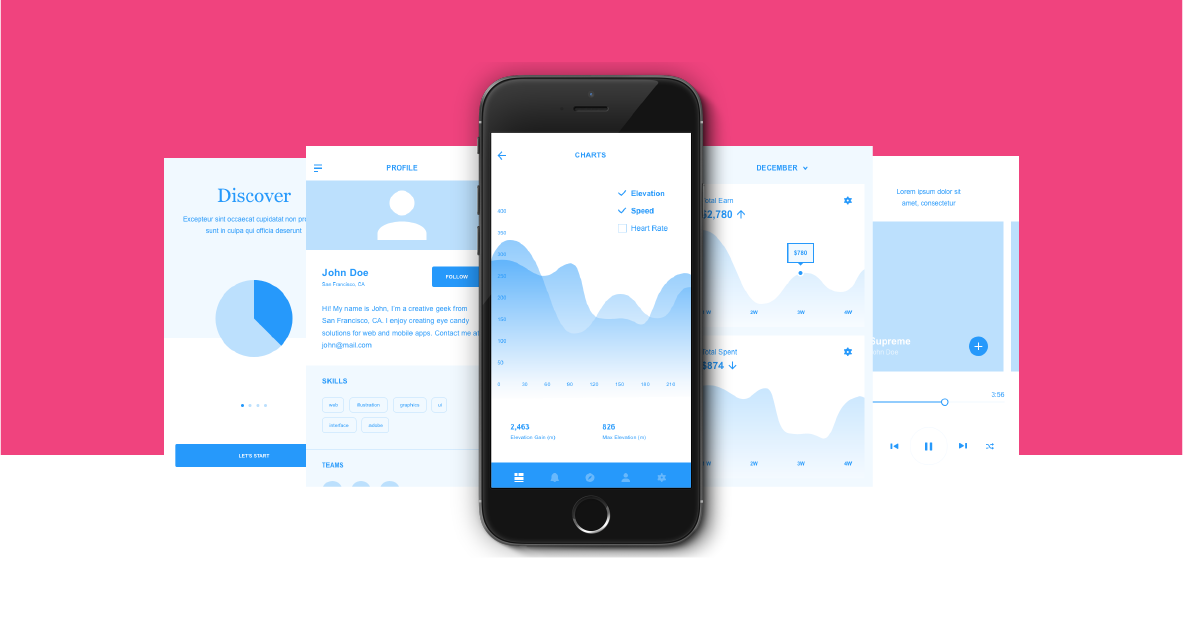 Discover
Excepteur sint occaecat cupidatat non
sunt in culpa qui officia deserunt
LET'S START
PROFILE
John Doe
San Francisco, CA
FOLLOW
Hi! My name is John, I'm a creative geek from
San Francisco, CA. I enjoy creating eye candy
solutions for web and mobile apps. Contact me at
john@mail.com
SKILLS
web illustration graphics ui
interface adobe
TEAMS
CHARTS
Elevation
Speed
Heart Rate
400
350
300
250
200
150
100
50
0 30 60 90 120 150 180 210
2,463 826
Elevation Gain (m) Max Elevation (m)
DECEMBER
Total Earn
$2,780
$780
W 2W 3W 4W
Total Spent
$874
W 2W 3W 4W
Lorem ipsum dolor sit
amet, consectetur
Supreme
John Doe
3:56